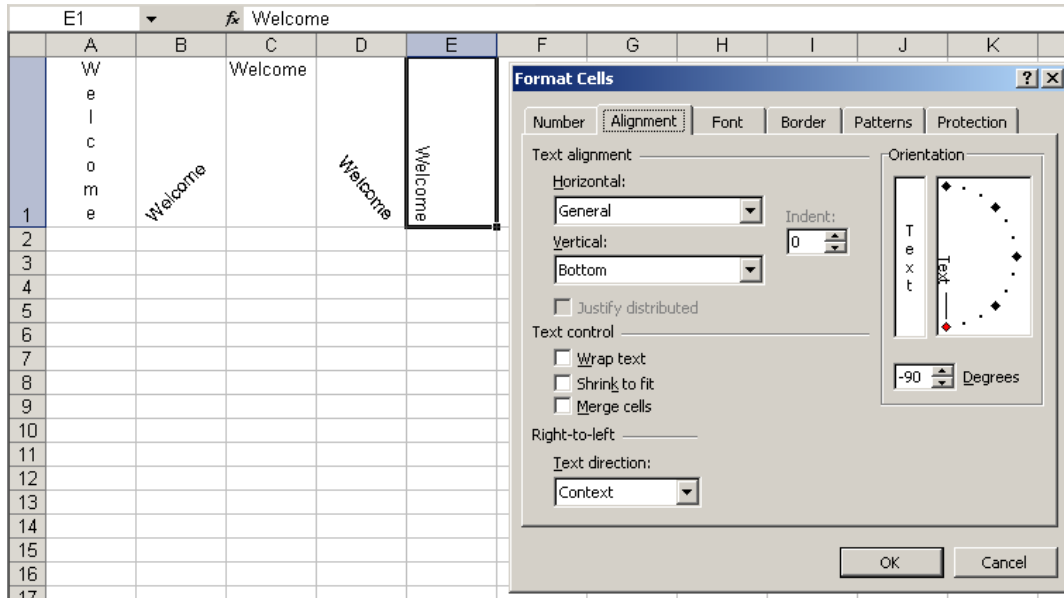 E1 fx Welcome
A B C D E F G H I J K
W
e
l
c
o
m
e
Welcome
Welcome
Welcome
Welcome
1
2
3
4
5
6
7
8
9
10
11
12
13
14
15
16
17
Format Cells
Number Alignment Font Border Patterns Protection
Text alignment
Horizontal:
General
Indent:
0
Vertical:
Bottom
Justify distributed
Text control
Wrap text
Shrink to fit
Merge cells
Right-to-left
Text direction:
Context
Orientation
T
e
x
t
Text
-90 Degrees
OK Cancel